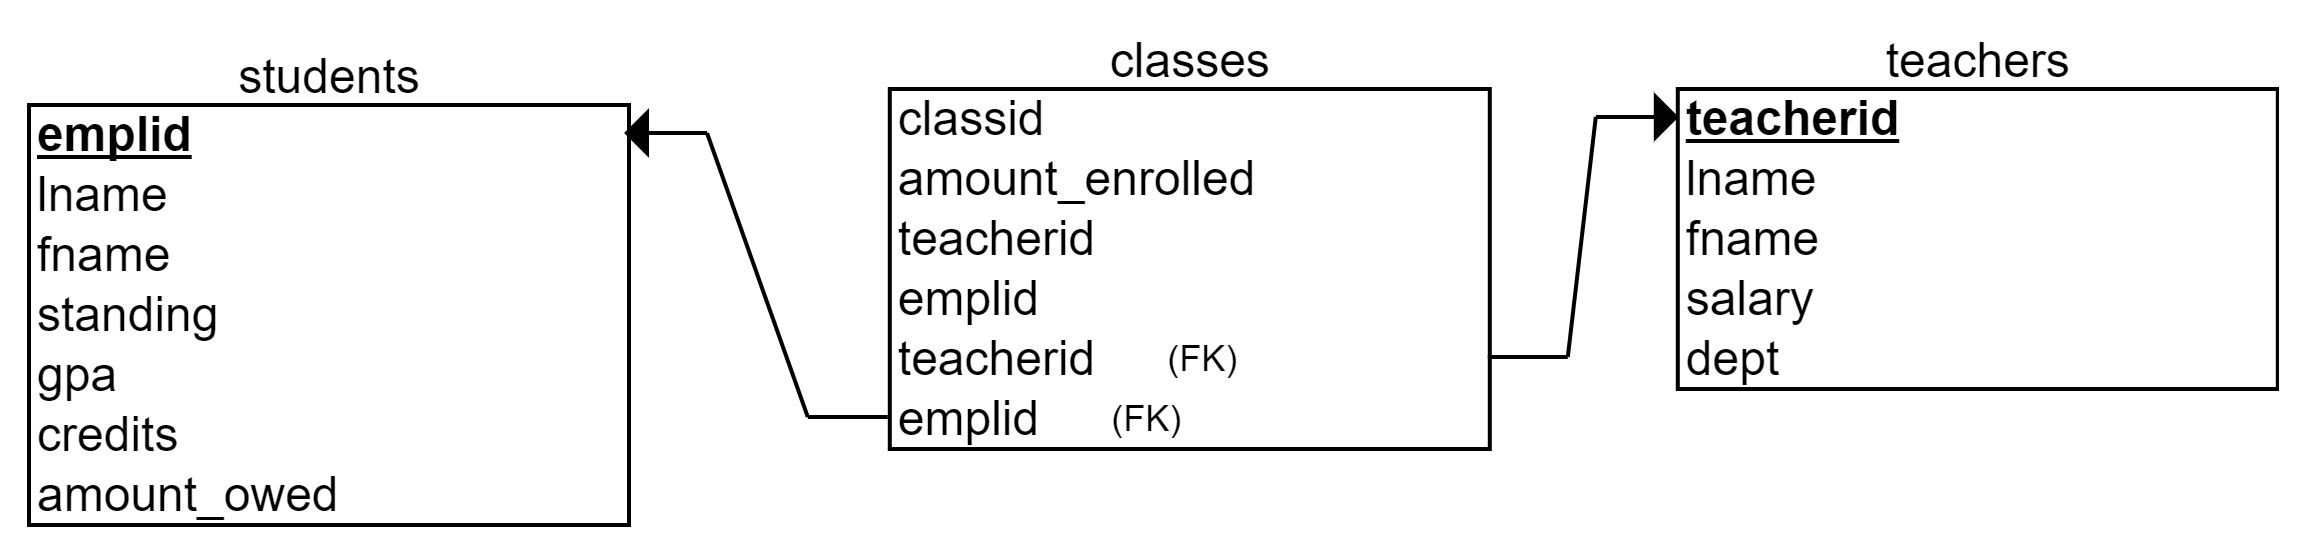 students
emplid
lname
fname
standing
gpa
credits
amount_owed
classes
classid
amount_enrolled
teacherid
emplid
teacherid (FK)
emplid (FK)
teachers
teacherid
lname
fname
salary
dept